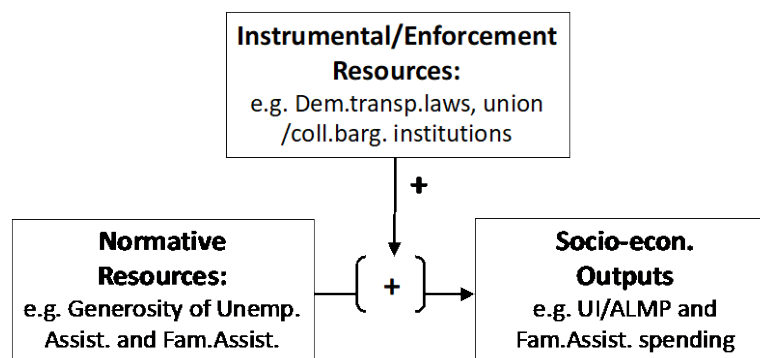 Instrumental/Enforcement
Resources:
e.g. Dem.transp.laws, union
/coll.barg. institutions
+
Normative
Resources:
e.g. Generosity of Unemp.
Assist. and Fam.Assist.
( + )
Socio-econ.
Outputs
e.g. UI/ALMP and
Fam.Assist. spending